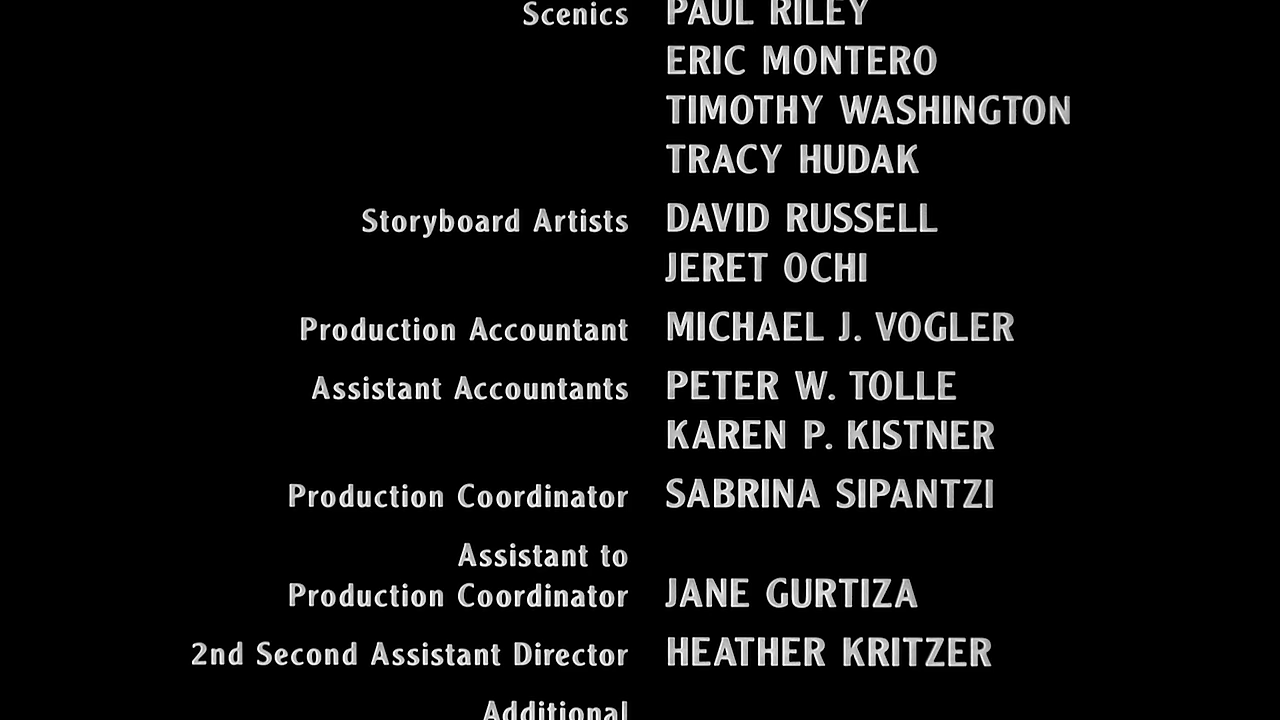 Scenics PAUL RILEY
ERIC MONTERO
TIMOTHY WASHINGTON
TRACY HUDAK
Storyboard Artists DAVID RUSSELL
JERET OCHI
Production Accountant MICHAEL J. VOGLER
Assistant Accountants PETER W. TOLLE
KAREN P. KISTNER
Production Coordinator SABRINA SIPANTZI
Assistant to
Production Coordinator JANE GURTIZA
2nd Second Assistant Director HEATHER KRITZER
Additional